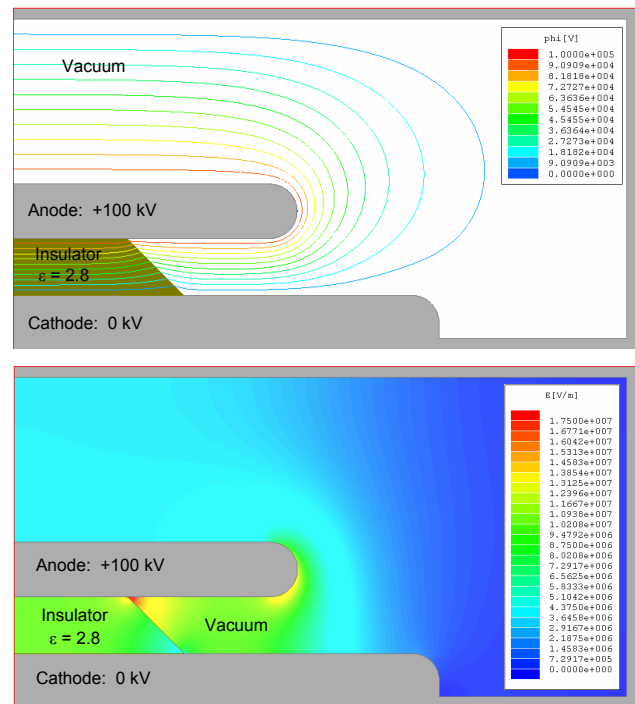 phi[V]
Vacuum
1.0000e+005
9.0909e+004
8.1818e+004
7.2727e+004
6.3636e+004
5.4545e+004
4.5455e+004
3.6364e+004
2.7273e+004
1.8182e+004
9.0909e+003
0.0000e+000
Anode: +100 kV
Insulator
ε = 2.8
Cathode: 0 kV
E[V/m]
1.7500e+007
1.6771e+007
1.6042e+007
1.5313e+007
1.4583e+007
1.3854e+007
1.3125e+007
1.2396e+007
1.1667e+007
1.0938e+007
1.0208e+007
9.4792e+006
8.7500e+006
8.0208e+006
7.2917e+006
6.5625e+006
5.8333e+006
5.1042e+006
4.3750e+006
3.6458e+006
2.9167e+006
2.1875e+006
1.4583e+006
7.2917e+005
0.0000e+000
Anode: +100 kV
Insulator
ε = 2.8
Vacuum
Cathode: 0 kV